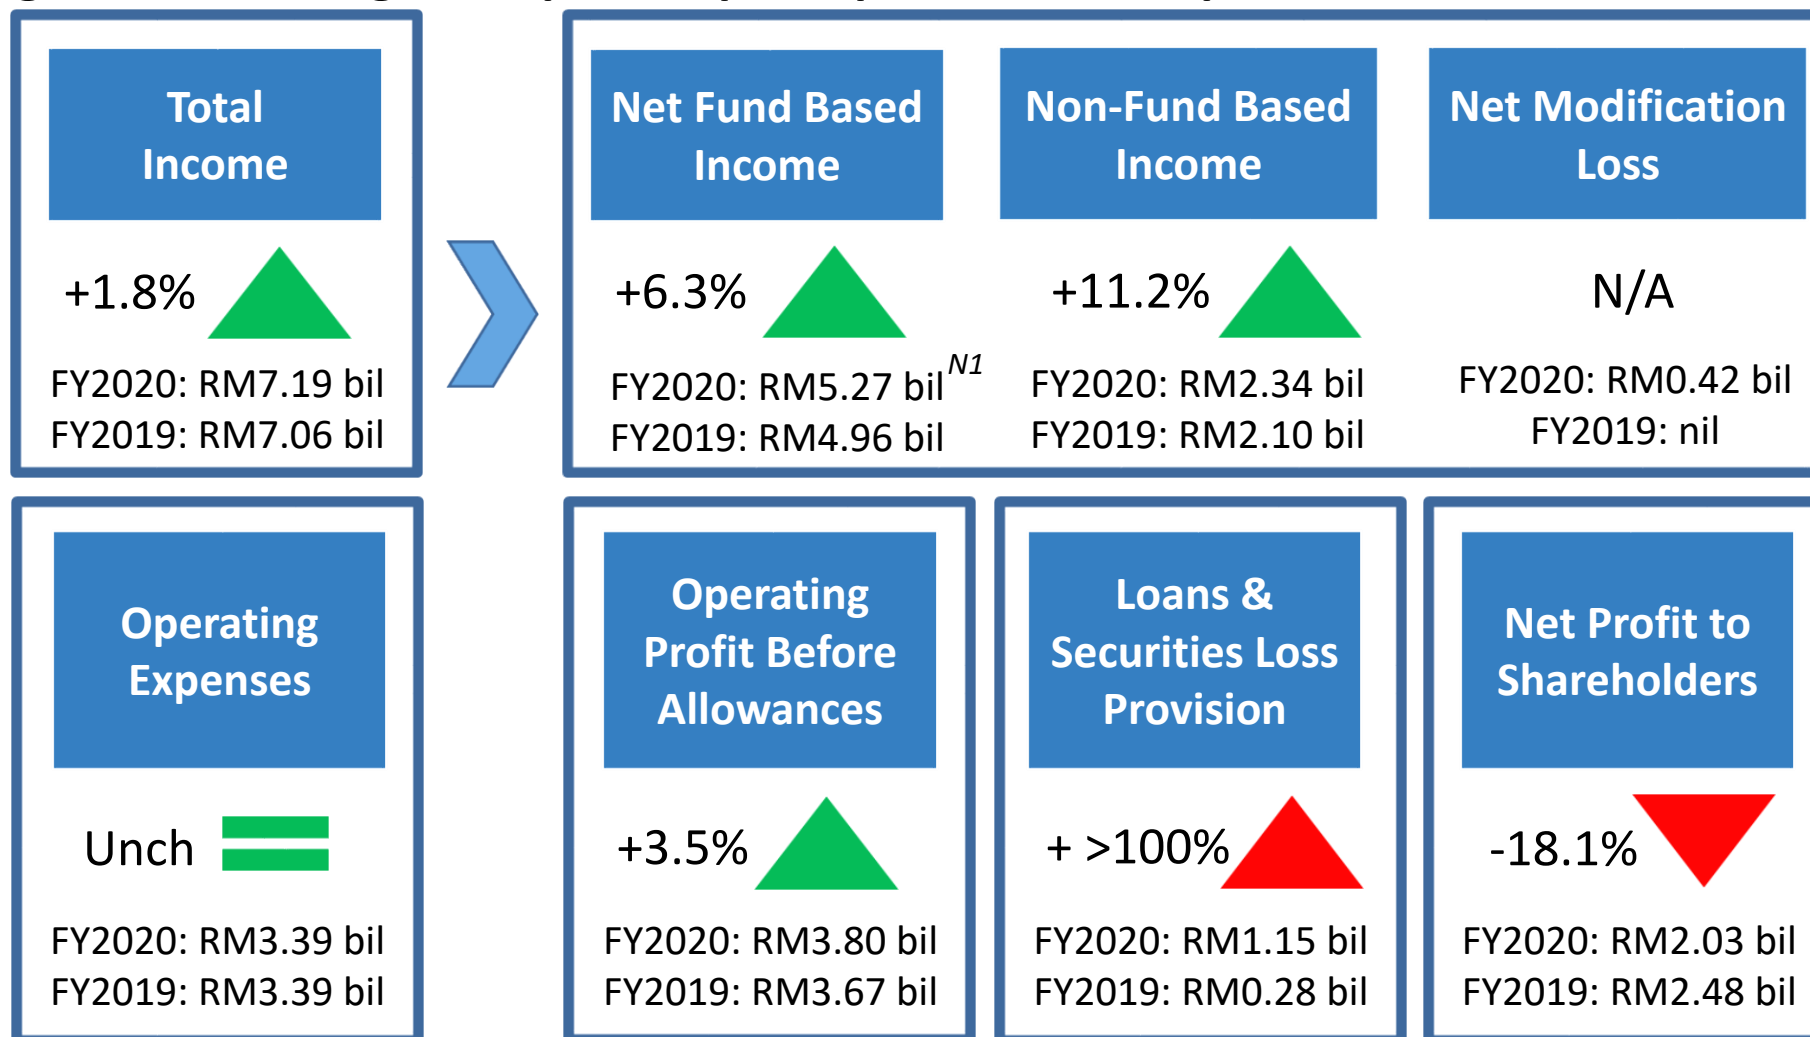 Total
Income
+1.8%
FY2020: RM7.19 bil
FY2019: RM7.06 bil
Net Fund Based
Income
+6.3%
FY2020: RM5.27 bil N1
FY2019: RM4.96 bil
Non-Fund Based
Income
+11.2%
FY2020: RM2.34 bil
FY2019: RM2.10 bil
Net Modification
Loss
N/A
FY2020: RM0.42 bil
FY2019: nil
Operating
Expenses
Unch
FY2020: RM3.39 bil
FY2019: RM3.39 bil
Operating
Profit Before
Allowances
+3.5%
FY2020: RM3.80 bil
FY2019: RM3.67 bil
Loans &
Securities Loss
Provision
+ >100%
FY2020: RM1.15 bil
FY2019: RM0.28 bil
Net Profit to
Shareholders
-18.1%
FY2020: RM2.03 bil
FY2019: RM2.48 bil